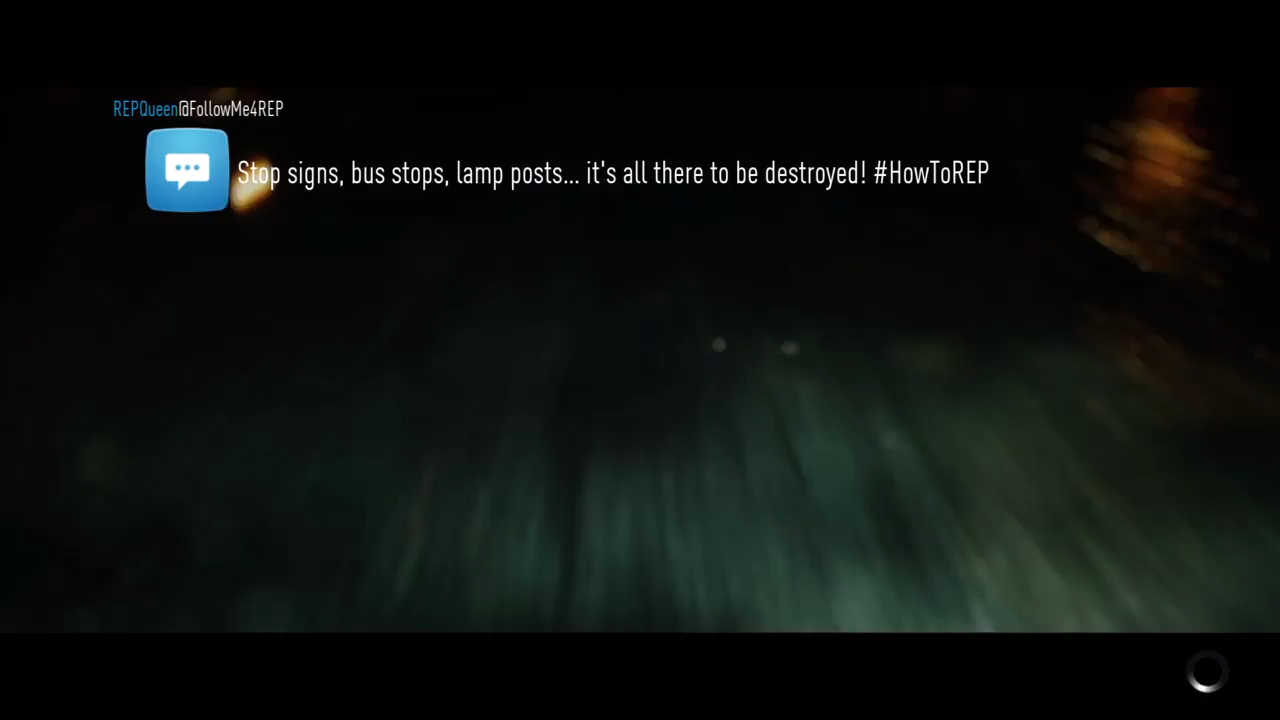 REPQueen@FollowMe4REP
Stop signs, bus stops, lamp posts... it's all there to be destroyed! #HowToREP